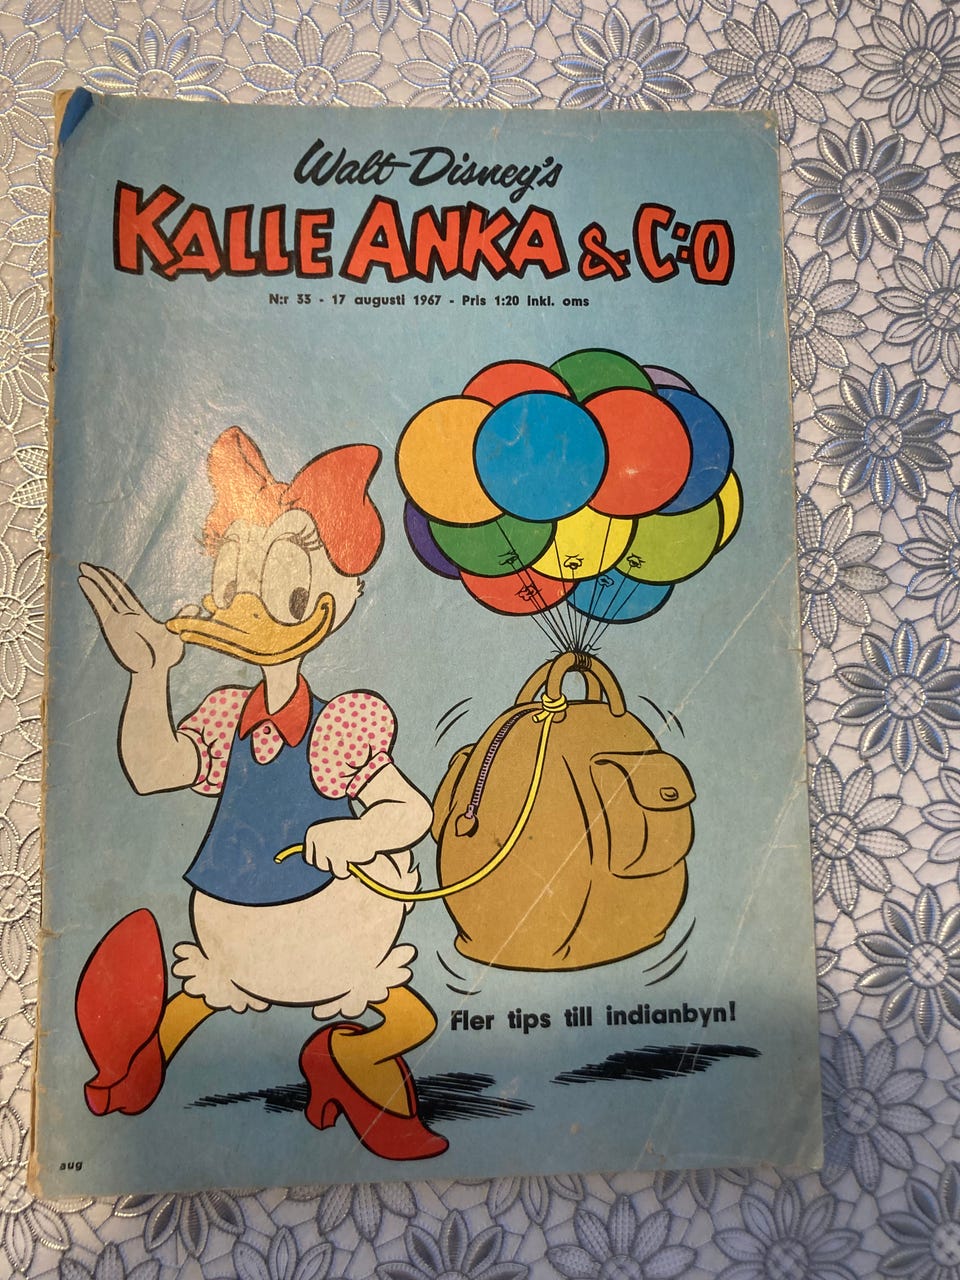 Walt Disney's
KALLE ANKA & C:O
N:r 33 - 17 augusti 1967 - Pris 1:20 inkl. oms
Fler tips till indianbyn!
aug